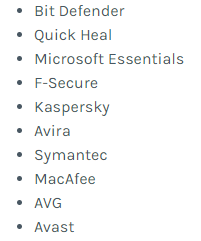 Bit Defender
Quick Heal
Microsoft Essentials
F-Secure
Kaspersky
Avira
Symantec
MacAfee
AVG
Avast